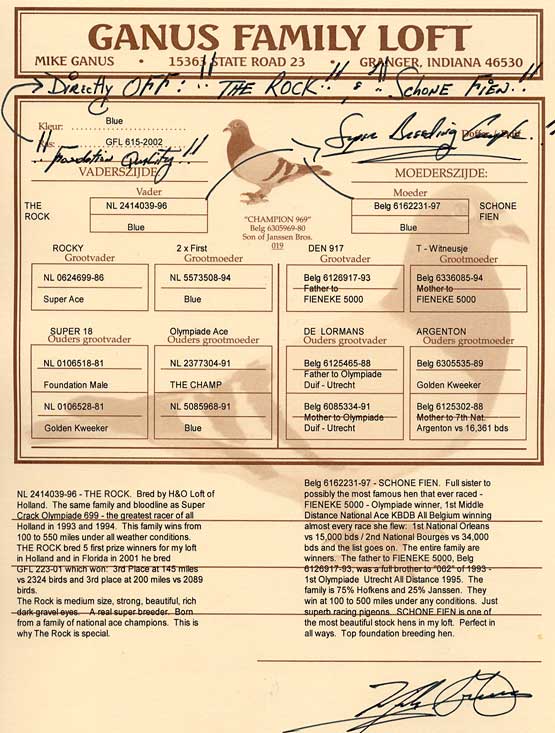 GANUS FAMILY LOFT
MIKE GANUS • 15363 STATE ROAD 23 • GRANGER, INDIANA 46530
Directly OFF: "THE ROCK" & "SCHONE FIEN"
Kleur: Blue
GFL 615-2002
"Foundation Quality"
Super Breeding Couple!
VADERSZIJDE:
MOEDERSZIJDE:
Vader
Moeder
THE ROCK
NL 2414039-96
Blue
Belg 6162231-97
Blue
SCHONE FIEN
"CHAMPION 969"
Belg 6305969-80
Son of Janssen Bros.
019
ROCKY
Grootvader
2 x First
Grootmoeder
DEN 917
Grootvader
T - Witneusje
Grootmoeder
NL 0624699-86
Super Ace
NL 5573508-94
Blue
Belg 6126917-93
Father to
FIENEKE 5000
Belg 6336085-94
Mother to
FIENEKE 5000
SUPER 18
Ouders grootvader
Olympiade Ace
Ouders grootmoeder
DE LORMANS
Ouders grootvader
ARGENTON
Ouders grootmoeder
NL 0106518-81
Foundation Male
NL 2377304-91
THE CHAMP
Belg 6125465-88
Father to Olympiade
Duif - Utrecht
Belg 6305535-89
Golden Kweeker
NL 0106528-81
Golden Kweeker
NL 5085968-91
Blue
Belg 6085334-91
Mother to Olympiade
Duif - Utrecht
Belg 6125302-88
Mother to 7th Nat.
Argenton vs 16,361 bds
NL 2414039-96 - THE ROCK. Bred by H&O Loft of
Holland. The same family and bloodline as Super
Crack Olympiade 699 - the greatest racer of all
Holland in 1993 and 1994. This family wins from
100 to 550 miles under all weather conditions.
THE ROCK bred 5 first prize winners for my loft
in Holland and in Florida in 2001 he bred
GFL 223-01 which won: 3rd Place at 145 miles
vs 2324 birds and 3rd place at 200 miles vs 2089
birds.
The Rock is medium size, strong, beautiful, rich
dark gravel eyes. A real super breeder. Born
from a family of national ace champions. This is
why The Rock is special.
Belg 6162231-97 - SCHONE FIEN. Full sister to
possibly the most famous hen that ever raced -
FIENEKE 5000 - Olympiade winner, 1st Middle
Distance National Ace KBDB All Belgium winning
almost every race she flew: 1st National Orleans
vs 15,000 bds / 2nd National Bourges vs 34,000
bds and the list goes on. The entire family are
winners. The father to FIENEKE 5000, Belg
6126917-93, was a full brother to "062" of 1993 -
1st Olympiade Utrecht All Distance 1995. The
family is 75% Hofkens and 25% Janssen. They
win at 100 to 500 miles under any conditions. Just
superb racing pigeons. SCHONE FIEN is one of
the most beautiful stock hens in my loft. Perfect in
all ways. Top foundation breeding hen.